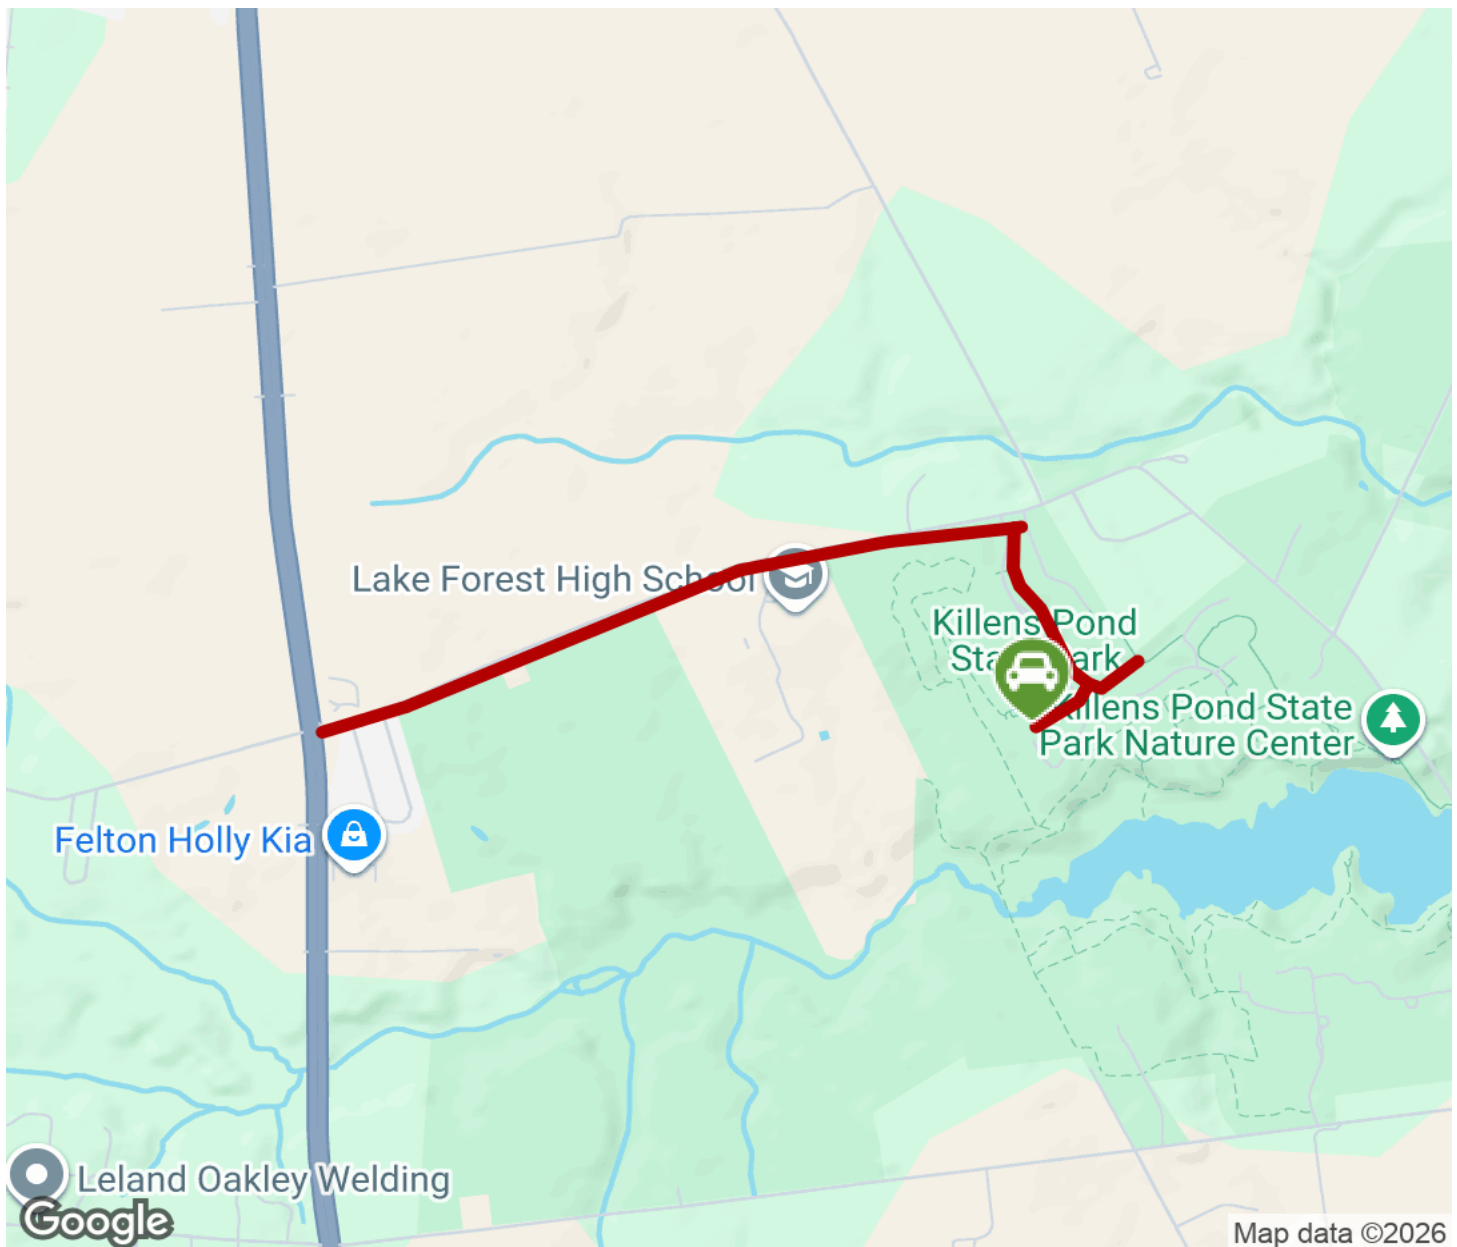 Lake Forest High School
Killens Pond
State Park
Killens Pond State
Park Nature Center
Felton Holly Kia
Leland Oakley Welding
Google
Map data ©2026